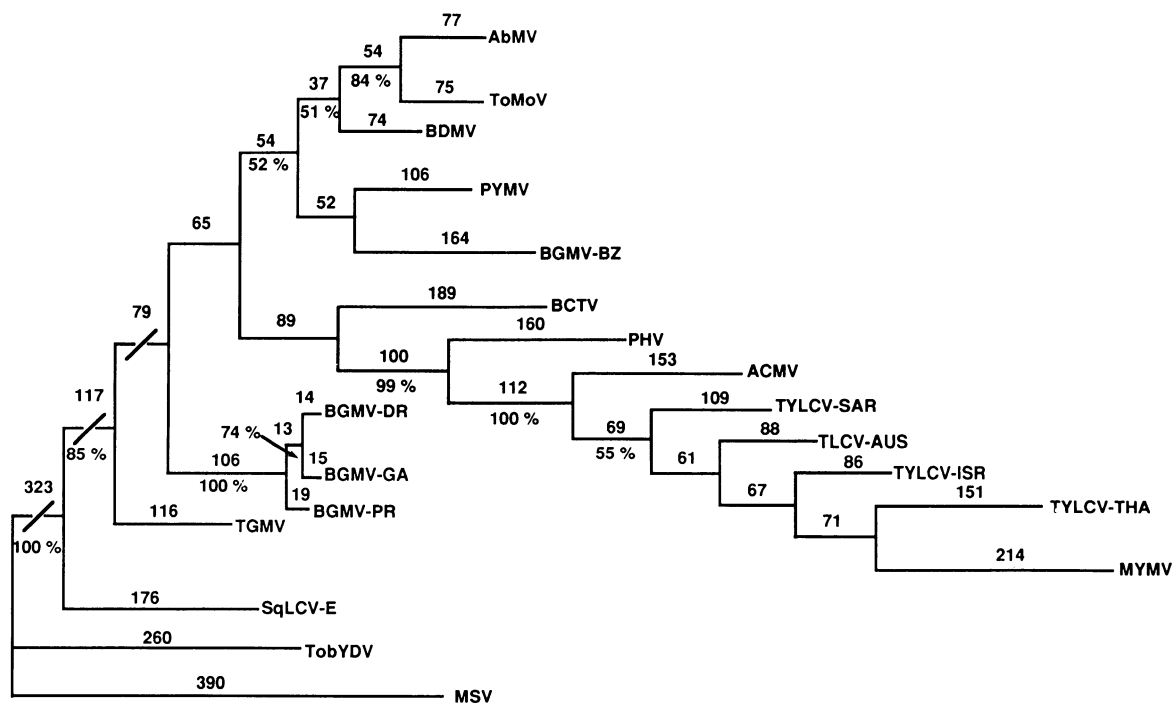 77
AbMV
54
84 %
75
ToMoV
37
51 %
74
BDMV
54
52 %
106
PYMV
52
164
BGMV-BZ
65
189
BCTV
89
160
PHV
79
100
99 %
153
ACMV
112
100 %
109
TYLCV-SAR
117
85 %
14
BGMV-DR
13
74 %
69
55 %
88
TLCV-AUS
106
100 %
15
BGMV-GA
61
86
TYLCV-ISR
19
BGMV-PR
67
151
TYLCV-THA
323
100 %
116
TGMV
71
214
MYMV
176
SqLCV-E
260
TobYDV
390
MSV